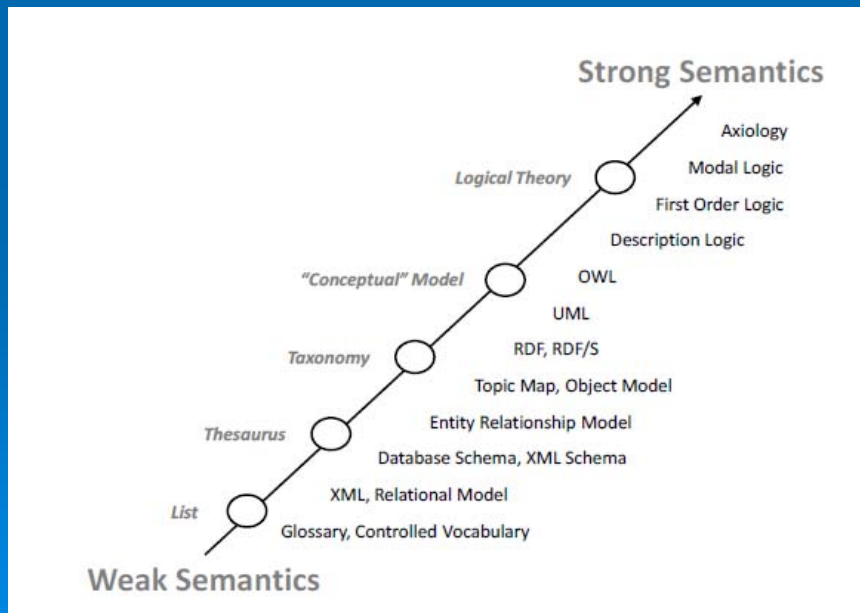 Strong Semantics
Axiology
Modal Logic
Logical Theory
First Order Logic
Description Logic
“Conceptual” Model
OWL
UML
RDF, RDF/S
Taxonomy
Topic Map, Object Model
Entity Relationship Model
Thesaurus
Database Schema, XML Schema
XML, Relational Model
List
Glossary, Controlled Vocabulary
Weak Semantics